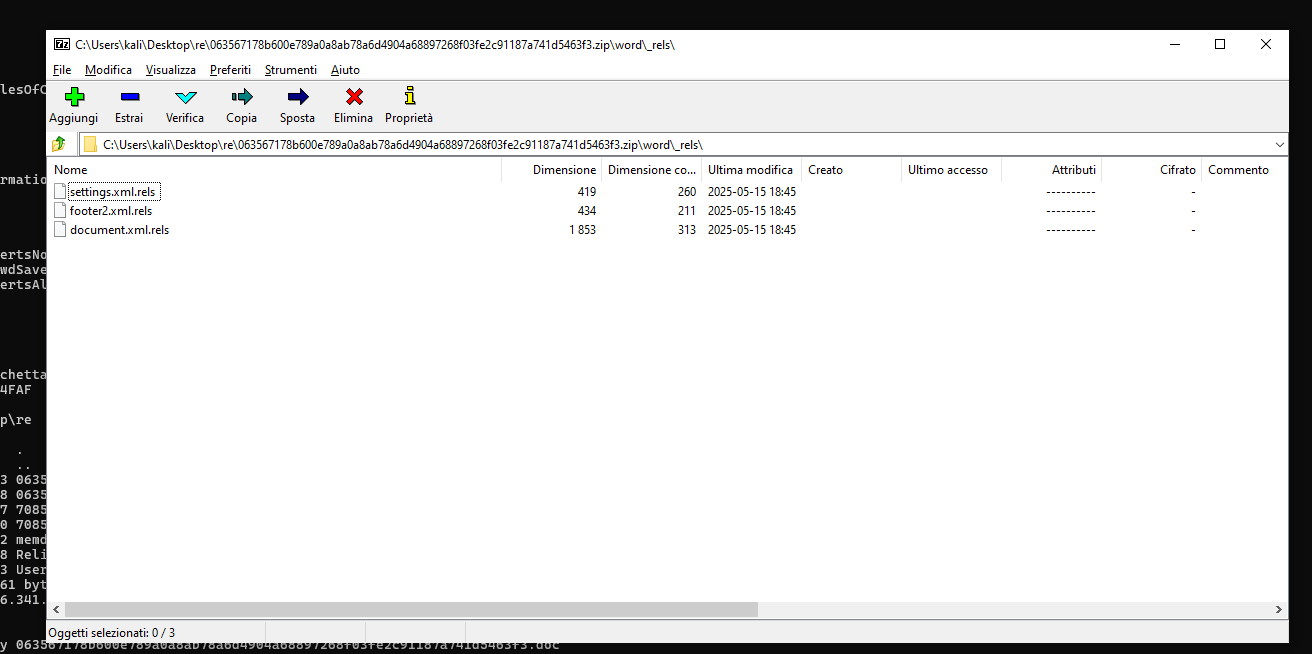 C:\Users\kali\Desktop\re\063567178b600e789a0a8ab78a6d4904a68897268f03fe2c91187a741d5463f3.zip\word\_rels\
File Modifica Visualizza Preferiti Strumenti Aiuto
lesOfC
Aggiungi Estrai Verifica Copia Sposta Elimina Proprietà
C:\Users\kali\Desktop\re\063567178b600e789a0a8ab78a6d4904a68897268f03fe2c91187a741d5463f3.zip\word\_rels\
Nome Dimensione Dimensione co... Ultima modifica Creato Ultimo accesso Attributi Cifrato Commento
rmatio
settings.xml.rels 419 260 2025-05-15 18:45 ---------- -
footer2.xml.rels 434 211 2025-05-15 18:45 ---------- -
document.xml.rels 1 853 313 2025-05-15 18:45 ---------- -
ertsNo
wdSave
ertsAl
chetta
4FAF
p\re
.
..
3 0635
8 0635
7 7085
0 7085
2 memd
8 Reli
3 User
61 byt
6.341.
Oggetti selezionati: 0 / 3
y 063567178b600e789a0a8ab78a6d4904a68897268f03fe2c91187a741d5463f3.doc